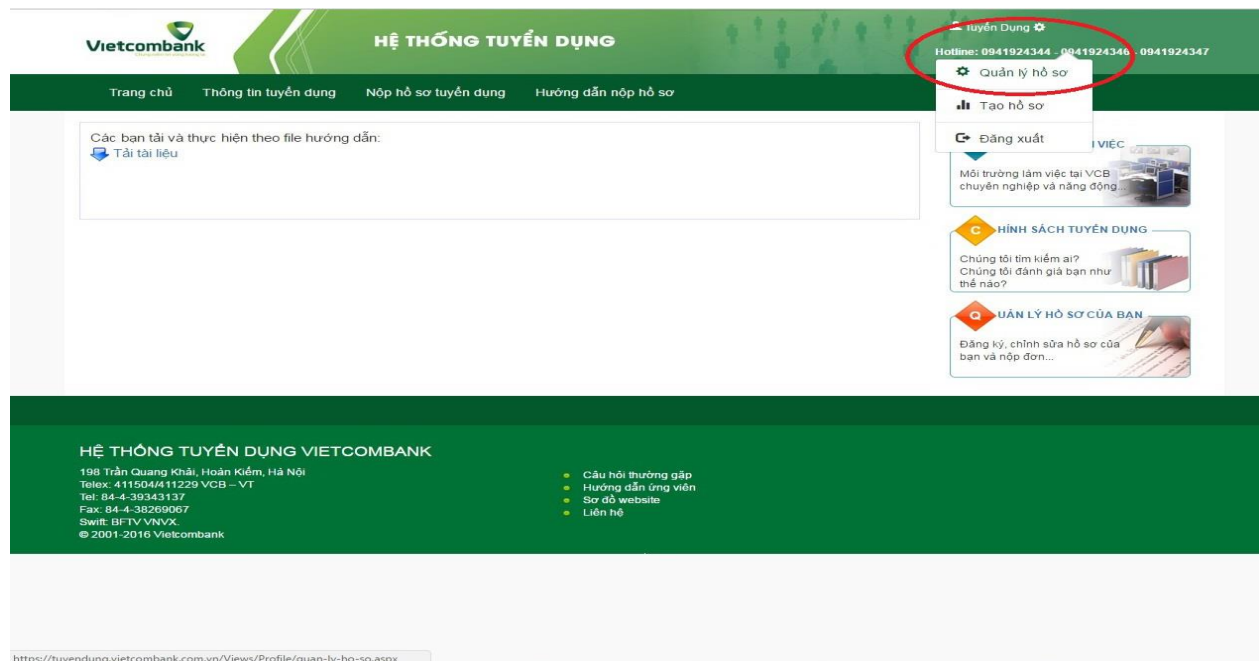 Vietcombank
HỆ THỐNG TUYỂN DỤNG
Tuyển Dụng
Hotline: 0941924344 - 0941924346 - 0941924347
Quản lý hồ sơ
Tạo hồ sơ
Đăng xuất
Trang chủ Thông tin tuyển dụng Nộp hồ sơ tuyển dụng Hướng dẫn nộp hồ sơ
Các bạn tải và thực hiện theo file hướng dẫn:
Tải tài liệu
VIỆC
Môi trường làm việc tại VCB
chuyên nghiệp và năng động...
C HÍNH SÁCH TUYỂN DỤNG
Chúng tôi tìm kiếm ai?
Chúng tôi đánh giá bạn như
thế nào?
Q UẢN LÝ HỒ SƠ CỦA BẠN
Đăng ký, chỉnh sửa hồ sơ của
bạn và nộp đơn...
HỆ THỐNG TUYỂN DỤNG VIETCOMBANK
198 Trần Quang Khải, Hoàn Kiếm, Hà Nội
Telex: 411504/411229 VCB – VT
Tel: 84-4-39343137
Fax: 84-4-38269067
Swift: BFTV VNVX.
© 2001-2016 Vietcombank
Câu hỏi thường gặp
Hướng dẫn ứng viên
Sơ đồ website
Liên hệ
https://tuyendung.vietcombank.com.vn/Views/Profile/quan-ly-ho-so.aspx